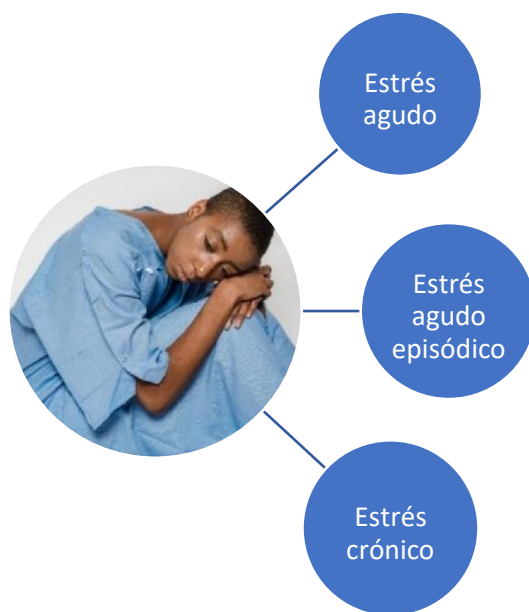 Estrés
agudo
Estrés
agudo
episódico
Estrés
crónico